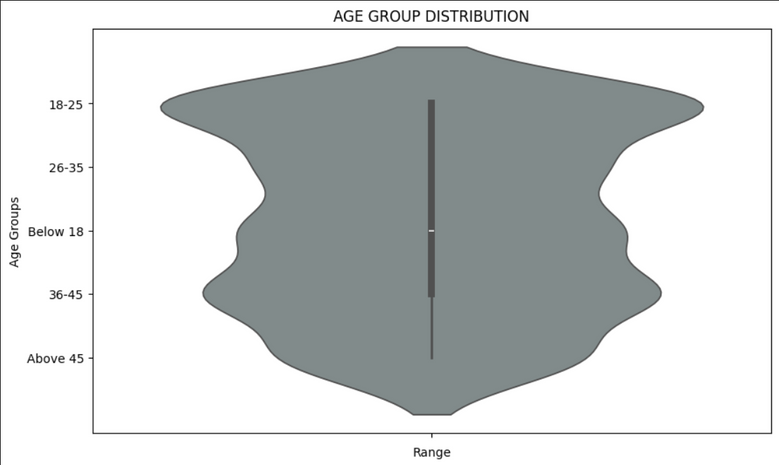 AGE GROUP DISTRIBUTION
18-25
26-35
Below 18
36-45
Above 45
Age Groups
Range